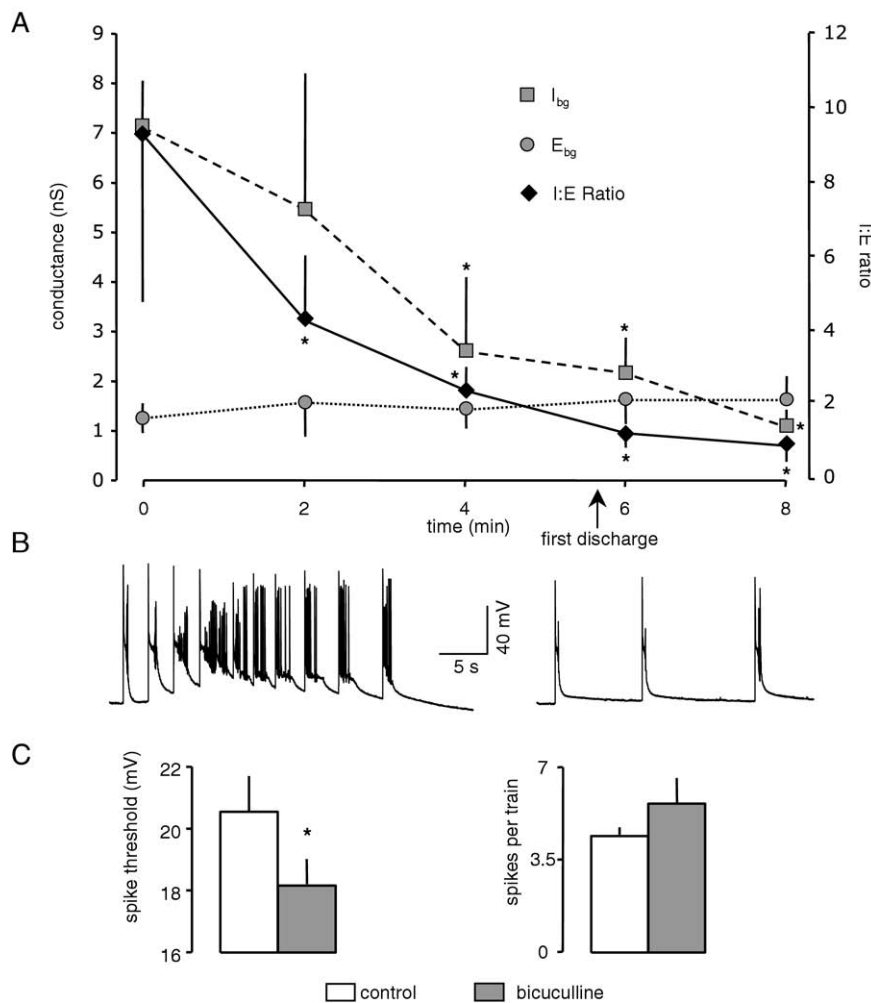 A
9
8
7
6
5
4
3
2
1
0
conductance (nS)
12
10
8
6
4
2
0
I:E ratio
I_bg
E_bg
I:E Ratio
*
*
*
*
*
*
*
0 2 4 6 8
time (min)
first discharge
B
5 s
40 mV
C
spike threshold (mV)
22
20
18
16
*
spikes per train
7
3.5
0
control bicuculline